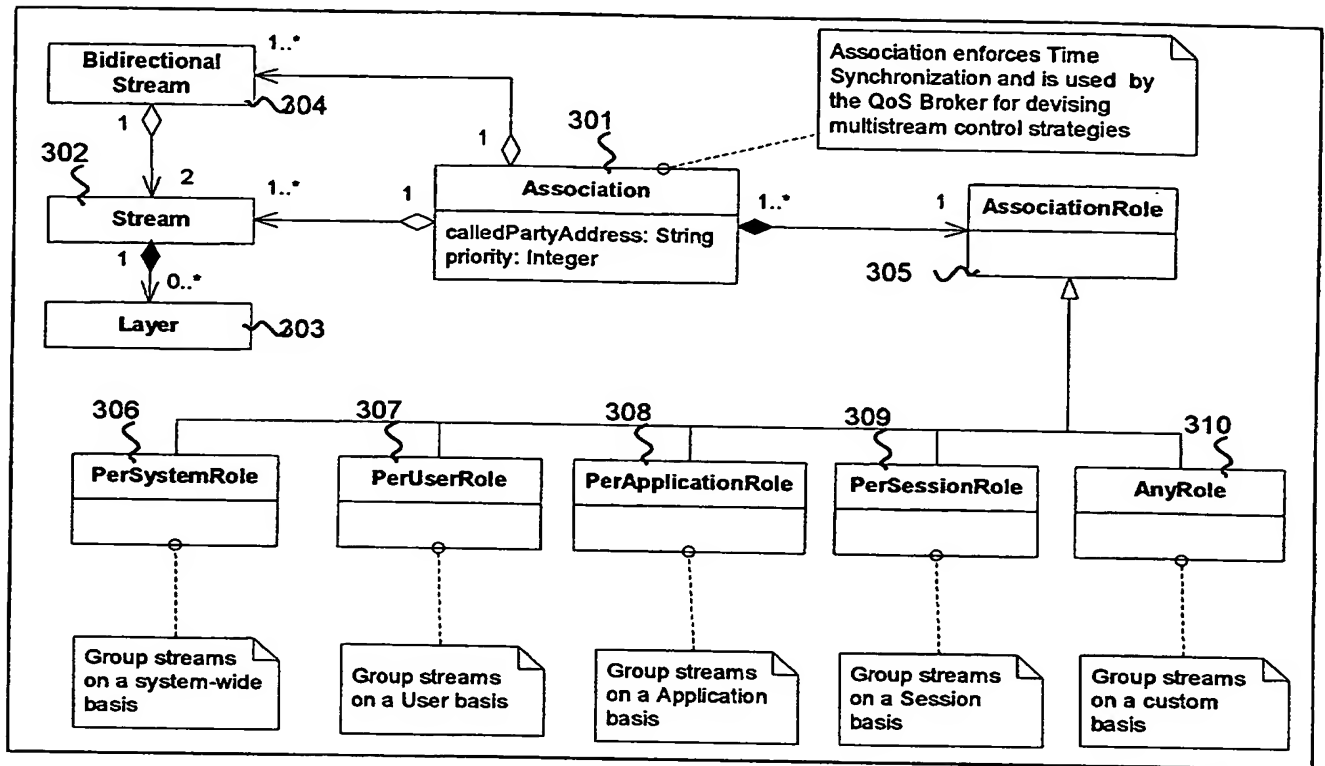 1..*
Bidirectional
Stream
304
1
2
302
Stream
1
0..*
Layer
303
1..*
1
1
301
Association
calledPartyAddress: String
priority: Integer
Association enforces Time
Synchronization and is used by
the QoS Broker for devising
multistream control strategies
1..*
1
AssociationRole
305
306
PerSystemRole
307
PerUserRole
308
PerApplicationRole
309
PerSessionRole
310
AnyRole
Group streams
on a system-wide
basis
Group streams
on a User basis
Group streams
on a Application
basis
Group streams
on a Session
basis
Group streams
on a custom
basis